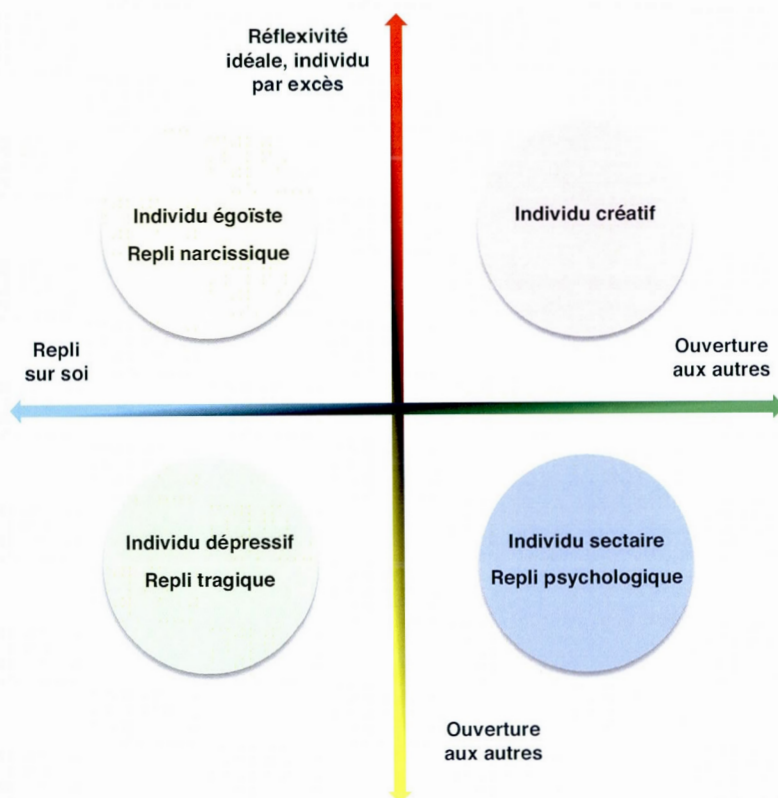 Réflexivité
idéale, individu
par excès
Individu égoïste
Repli narcissique
Individu créatif
Repli
sur soi
Ouverture
aux autres
Individu dépressif
Repli tragique
Individu sectaire
Repli psychologique
Ouverture
aux autres